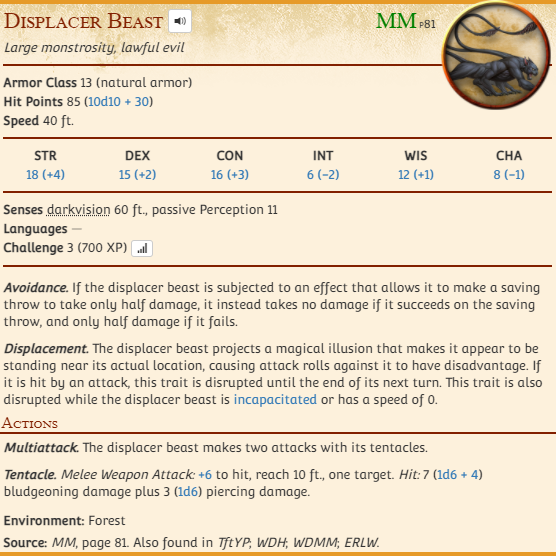 Displacer Beast
MM p81
Large monstrosity, lawful evil
Armor Class 13 (natural armor)
Hit Points 85 (10d10 + 30)
Speed 40 ft.
STR DEX CON INT WIS CHA
18 (+4) 15 (+2) 16 (+3) 6 (−2) 12 (+1) 8 (−1)
Senses darkvision 60 ft., passive Perception 11
Languages —
Challenge 3 (700 XP)
Avoidance. If the displacer beast is subjected to an effect that allows it to make a saving
throw to take only half damage, it instead takes no damage if it succeeds on the saving
throw, and only half damage if it fails.
Displacement. The displacer beast projects a magical illusion that makes it appear to be
standing near its actual location, causing attack rolls against it to have disadvantage. If
it is hit by an attack, this trait is disrupted until the end of its next turn. This trait is also
disrupted while the displacer beast is incapacitated or has a speed of 0.
Actions
Multiattack. The displacer beast makes two attacks with its tentacles.
Tentacle. Melee Weapon Attack: +6 to hit, reach 10 ft., one target. Hit: 7 (1d6 + 4)
bludgeoning damage plus 3 (1d6) piercing damage.
Environment: Forest
Source: MM, page 81. Also found in TftYP; WDH; WDMM; ERLW.